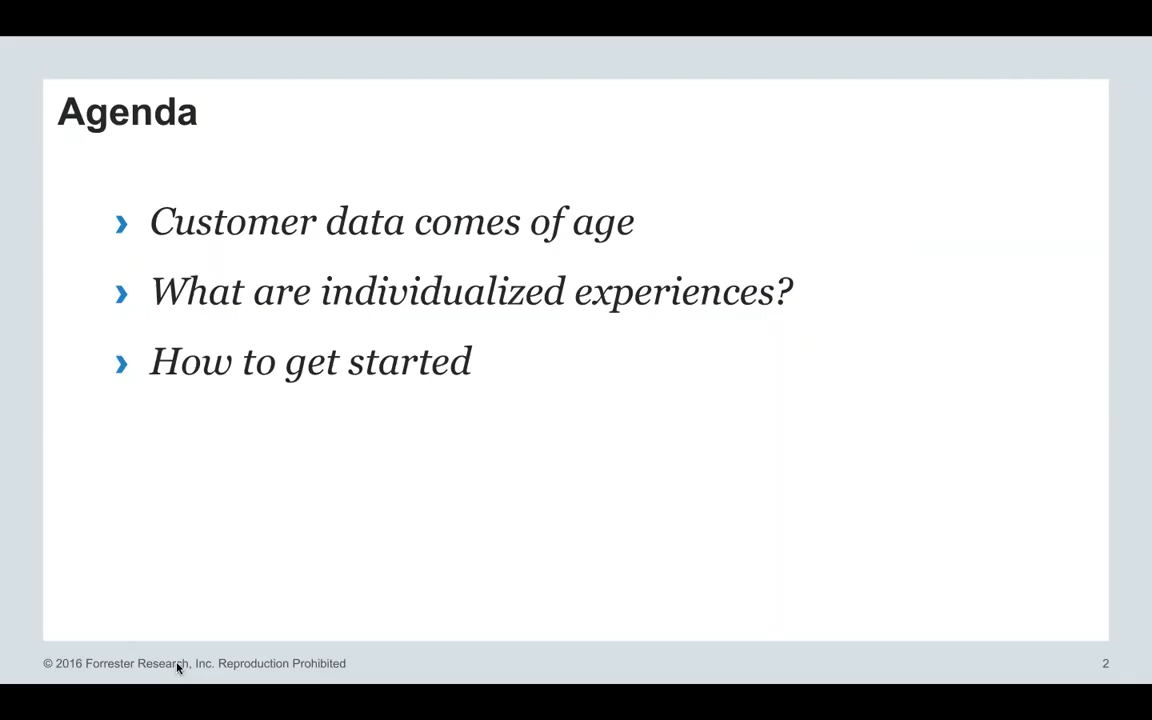 Agenda
› Customer data comes of age
› What are individualized experiences?
› How to get started
© 2016 Forrester Research, Inc. Reproduction Prohibited
2